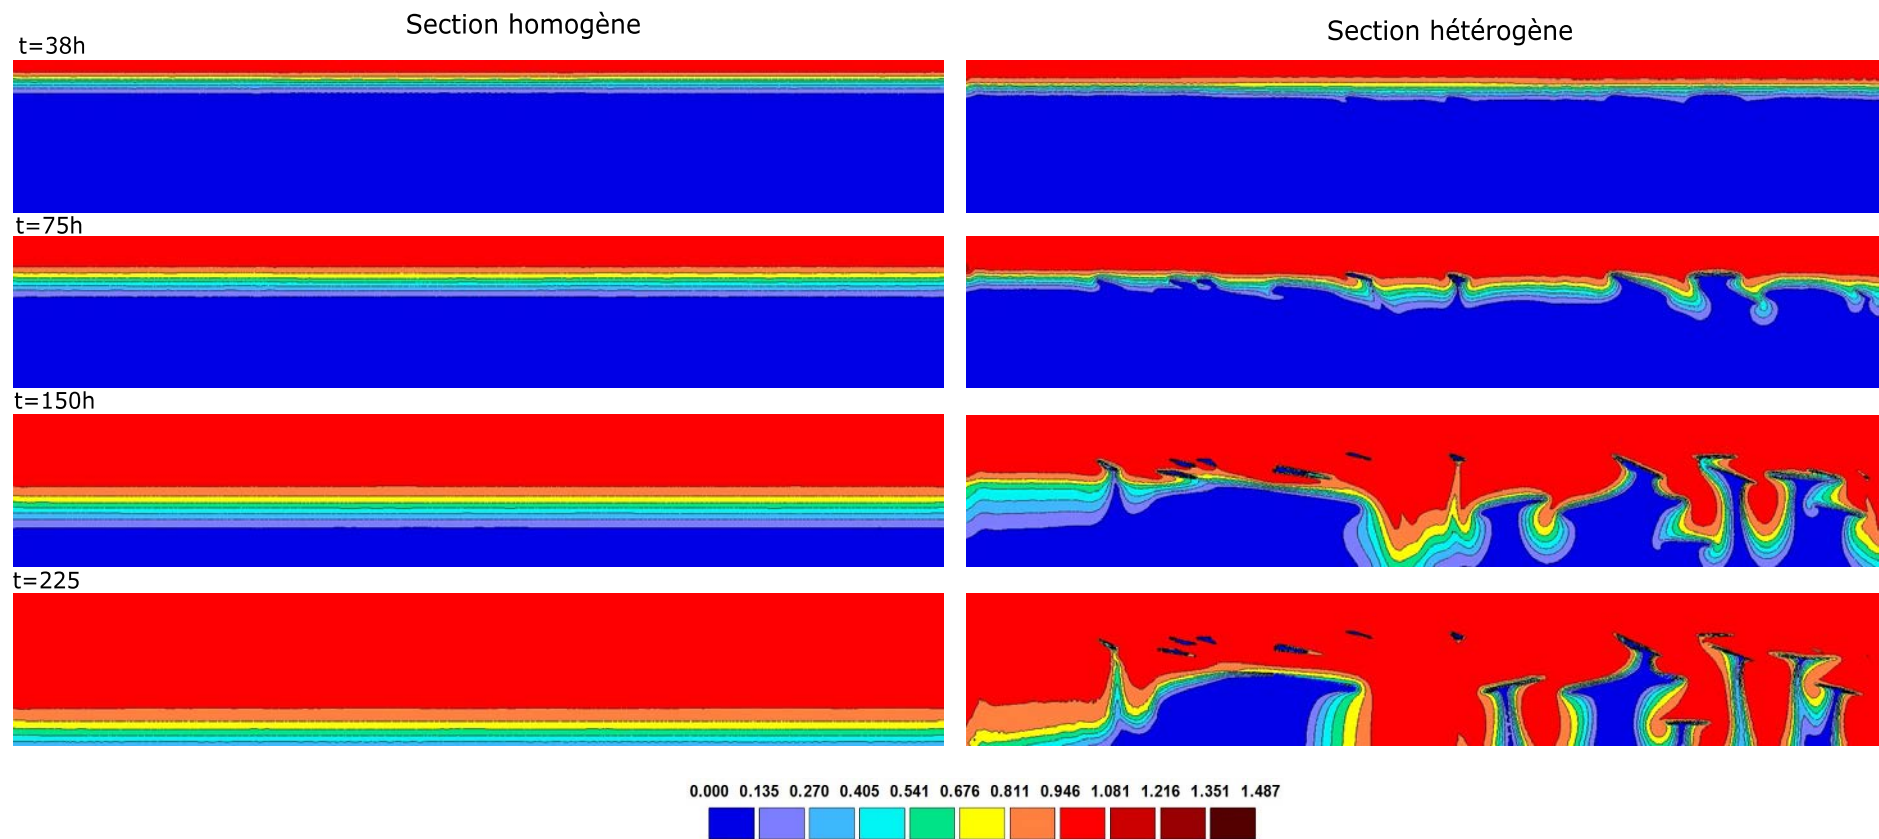 Section homogène
Section hétérogène
t=38h
t=75h
t=150h
t=225
0.000 0.135 0.270 0.405 0.541 0.676 0.811 0.946 1.081 1.216 1.351 1.487